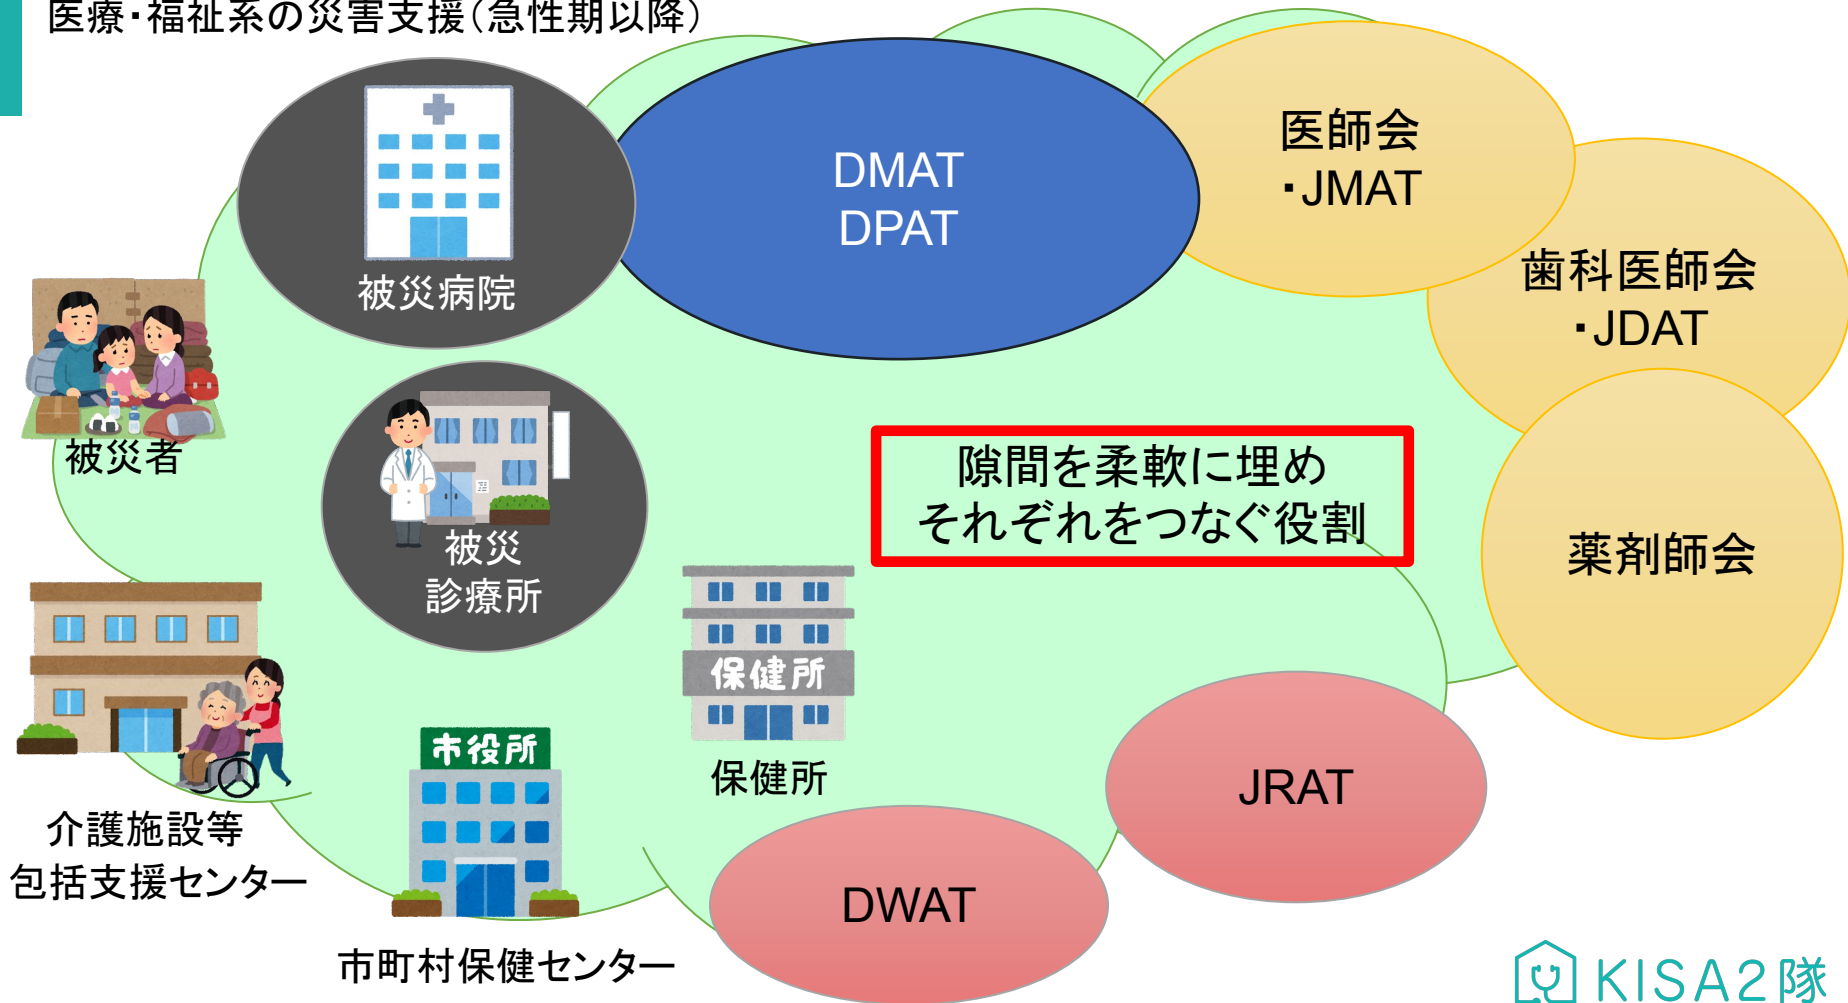 医療・福祉系の災害支援(急性期以降)
被災病院
DMAT
DPAT
医師会
・JMAT
歯科医師会
・JDAT
被災者
被災
診療所
隙間を柔軟に埋め
それぞれをつなぐ役割
薬剤師会
保健所
保健所
介護施設等
包括支援センター
市役所
市町村保健センター
DWAT
JRAT
KISA2隊